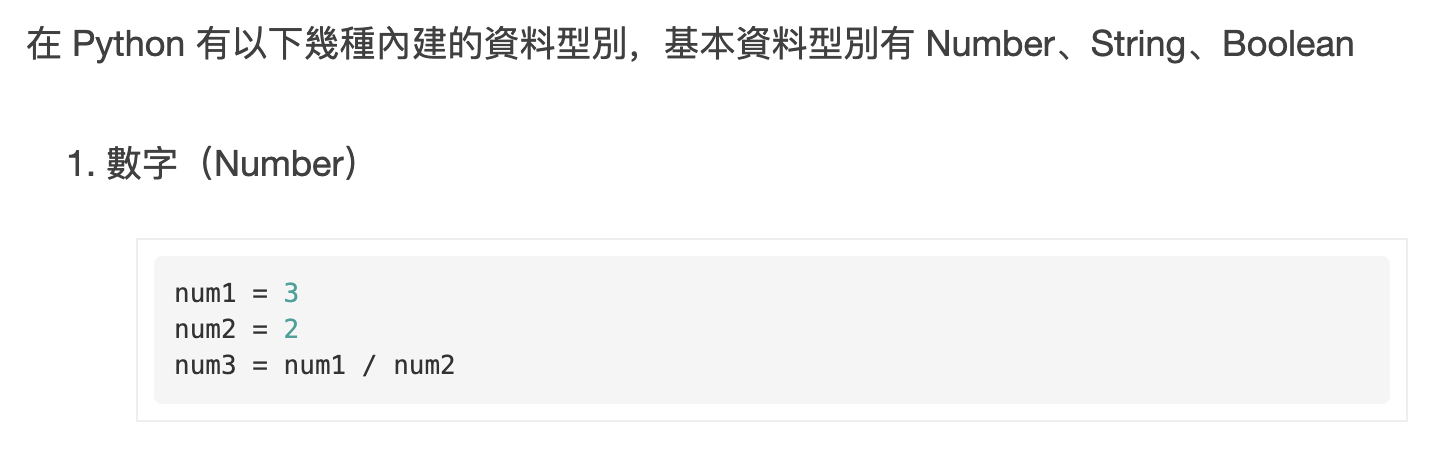 在 Python 有以下幾種內建的資料型別，基本資料型別有 Number、String、Boolean
1. 數字（Number）
num1 = 3
num2 = 2
num3 = num1 / num2